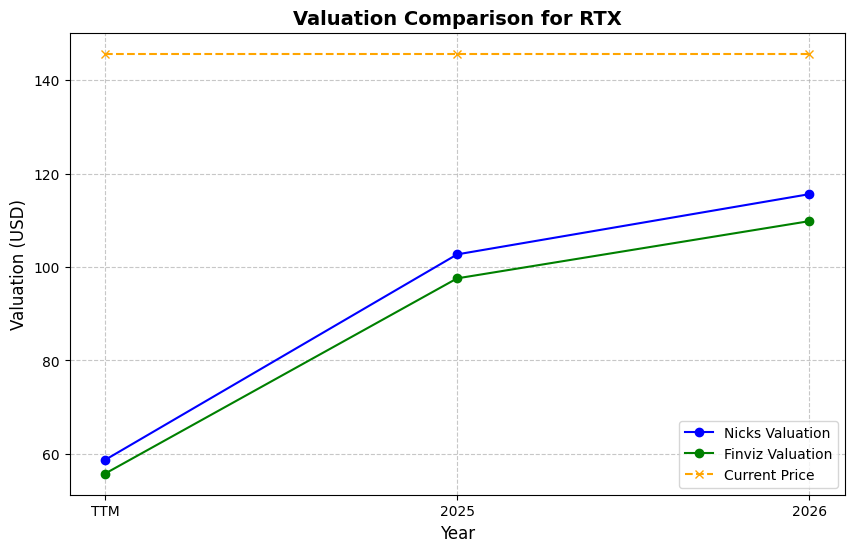 Valuation Comparison for RTX
Valuation (USD)
140
120
100
80
60
TTM
2025
2026
Year
Nicks Valuation
Finviz Valuation
Current Price